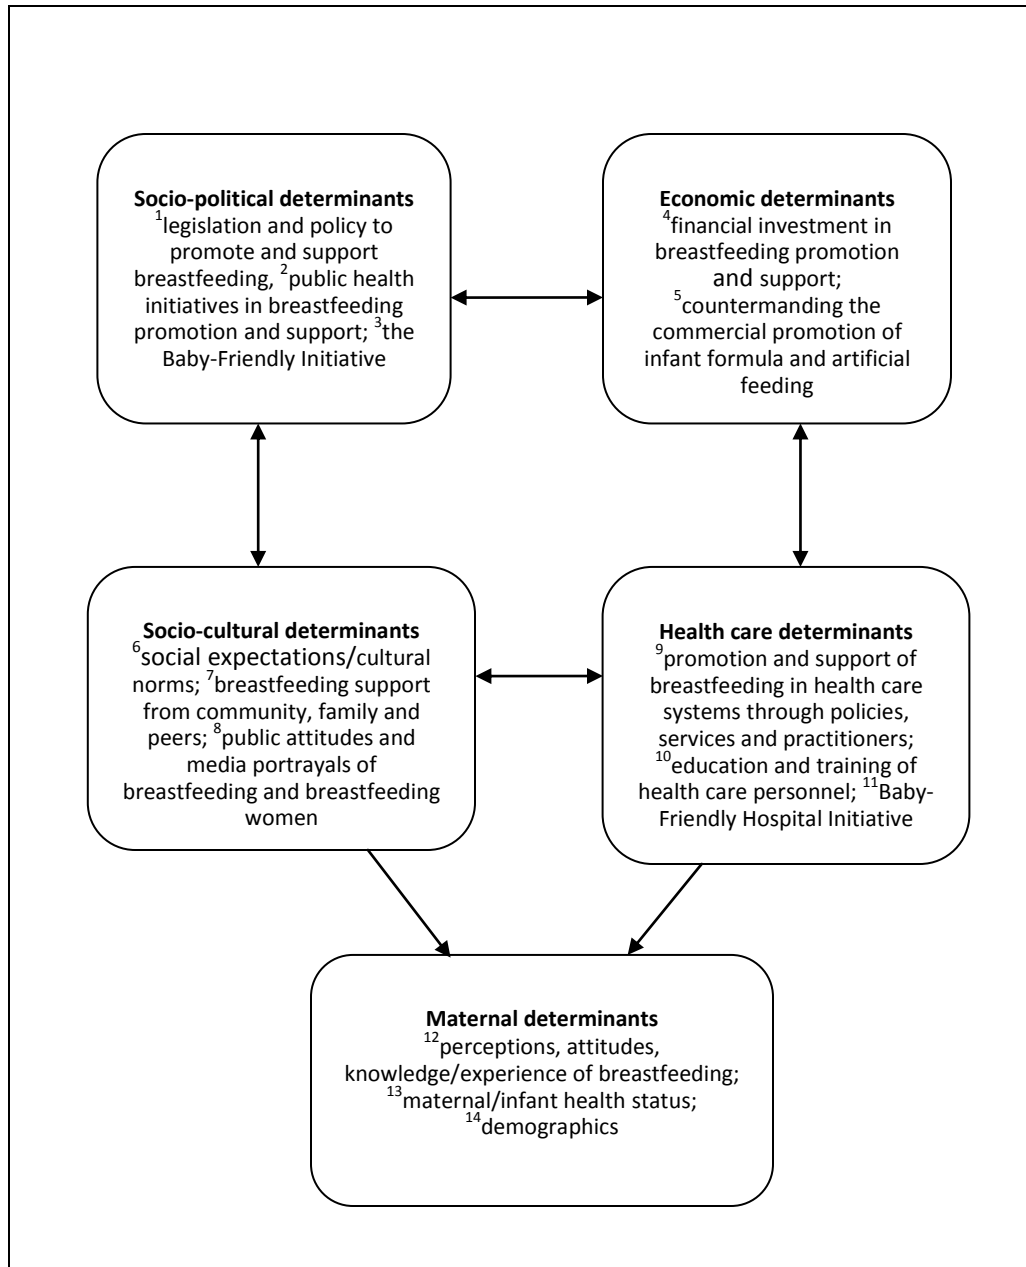 Socio-political determinants
¹legislation and policy to
promote and support
breastfeeding, ²public health
initiatives in breastfeeding
promotion and support; ³the
Baby-Friendly Initiative
Economic determinants
⁴financial investment in
breastfeeding promotion
and support;
⁵countermanding the
commercial promotion of
infant formula and artificial
feeding
Socio-cultural determinants
⁶social expectations/cultural
norms; ⁷breastfeeding support
from community, family and
peers; ⁸public attitudes and
media portrayals of
breastfeeding and breastfeeding
women
Health care determinants
⁹promotion and support of
breastfeeding in health care
systems through policies,
services and practitioners;
¹⁰education and training of
health care personnel; ¹¹Baby-
Friendly Hospital Initiative
Maternal determinants
¹²perceptions, attitudes,
knowledge/experience of breastfeeding;
¹³maternal/infant health status;
¹⁴demographics